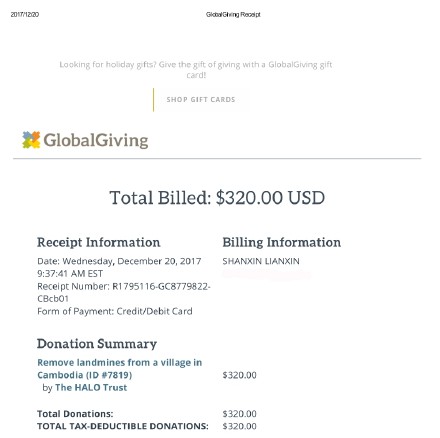 2017/12/20
GlobalGiving Receipt
Looking for holiday gifts? Give the gift of giving with a GlobalGiving gift
card!
SHOP GIFT CARDS
GlobalGiving
Total Billed: $320.00 USD
Receipt Information
Billing Information
Date: Wednesday, December 20, 2017
SHANXIN LIANXIN
9:37:41 AM EST
Receipt Number: R1795116-GC8779822-
CBcb01
Form of Payment: Credit/Debit Card
Donation Summary
Remove landmines from a village in
Cambodia (ID #7819) $320.00
by The HALO Trust
Total Donations: $320.00
TOTAL TAX-DEDUCTIBLE DONATIONS: $320.00